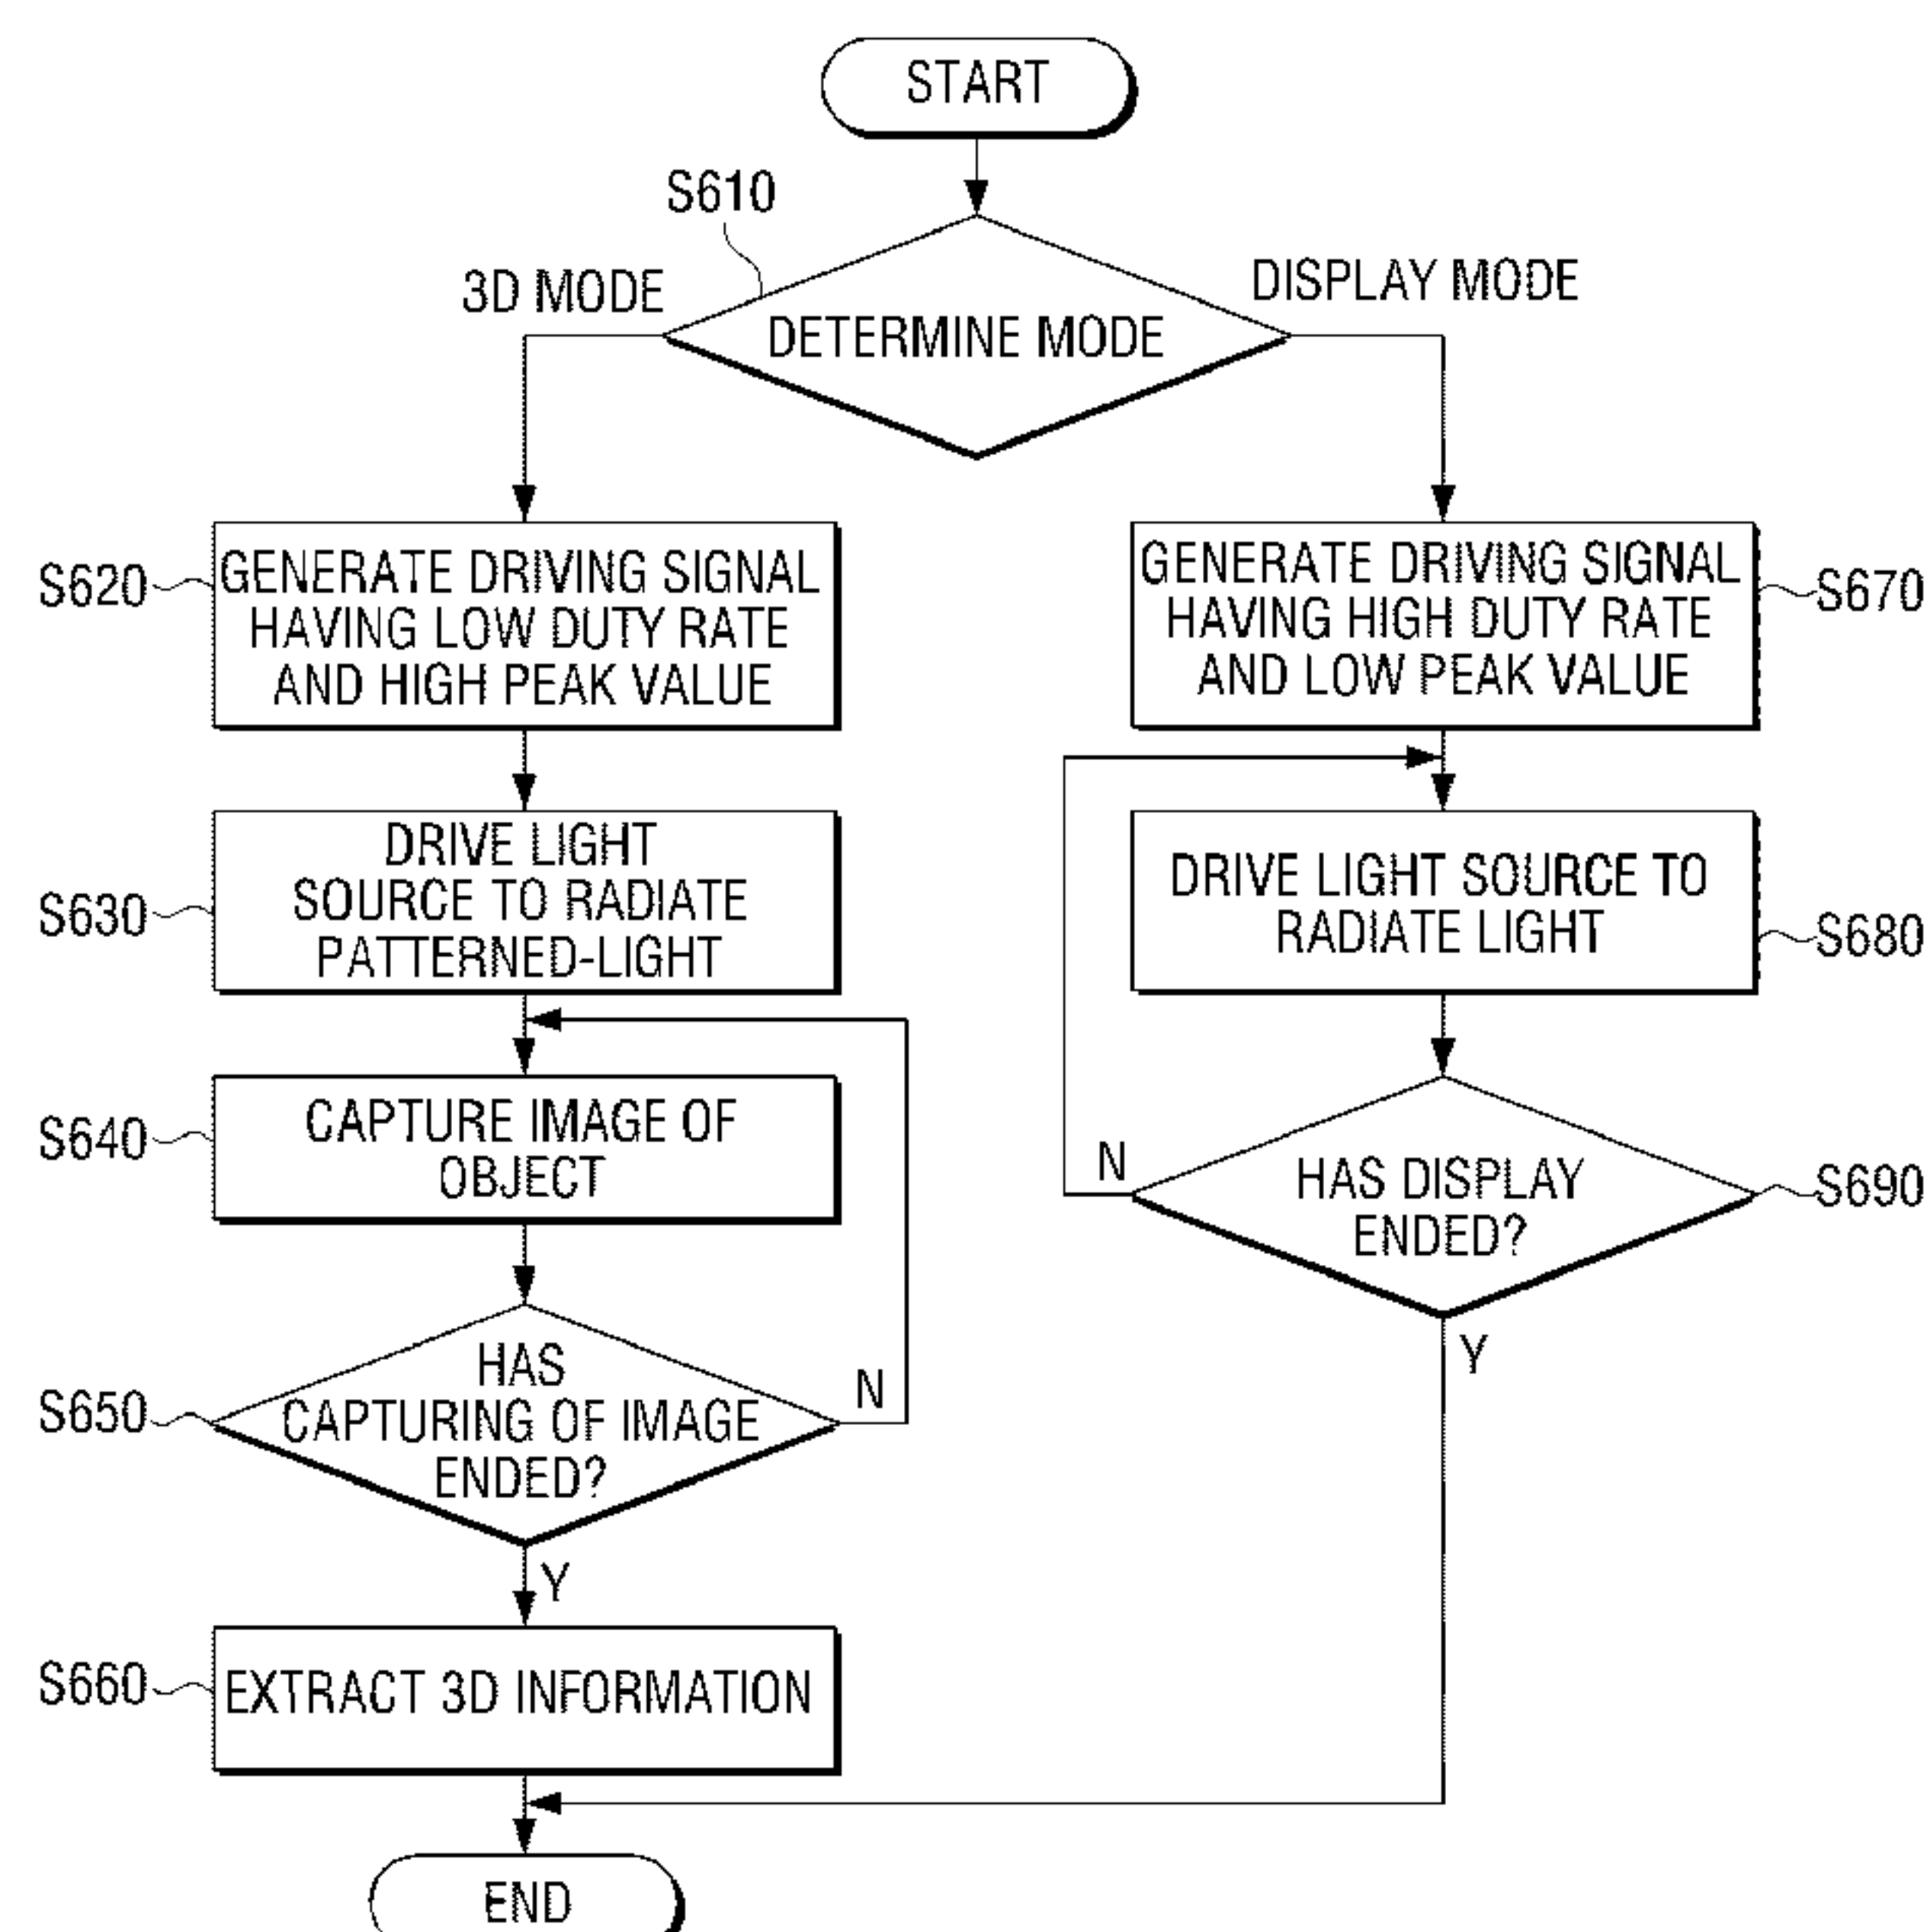 START
S610
3D MODE
DISPLAY MODE
DETERMINE MODE
S620
GENERATE DRIVING SIGNAL
HAVING LOW DUTY RATE
AND HIGH PEAK VALUE
GENERATE DRIVING SIGNAL
HAVING HIGH DUTY RATE
AND LOW PEAK VALUE
S670
S630
DRIVE LIGHT
SOURCE TO RADIATE
PATTERNED-LIGHT
DRIVE LIGHT SOURCE TO
RADIATE LIGHT
S680
S640
CAPTURE IMAGE OF
OBJECT
N
HAS DISPLAY
ENDED?
S690
Y
S650
HAS
CAPTURING OF IMAGE
ENDED?
N
Y
S660
EXTRACT 3D INFORMATION
END